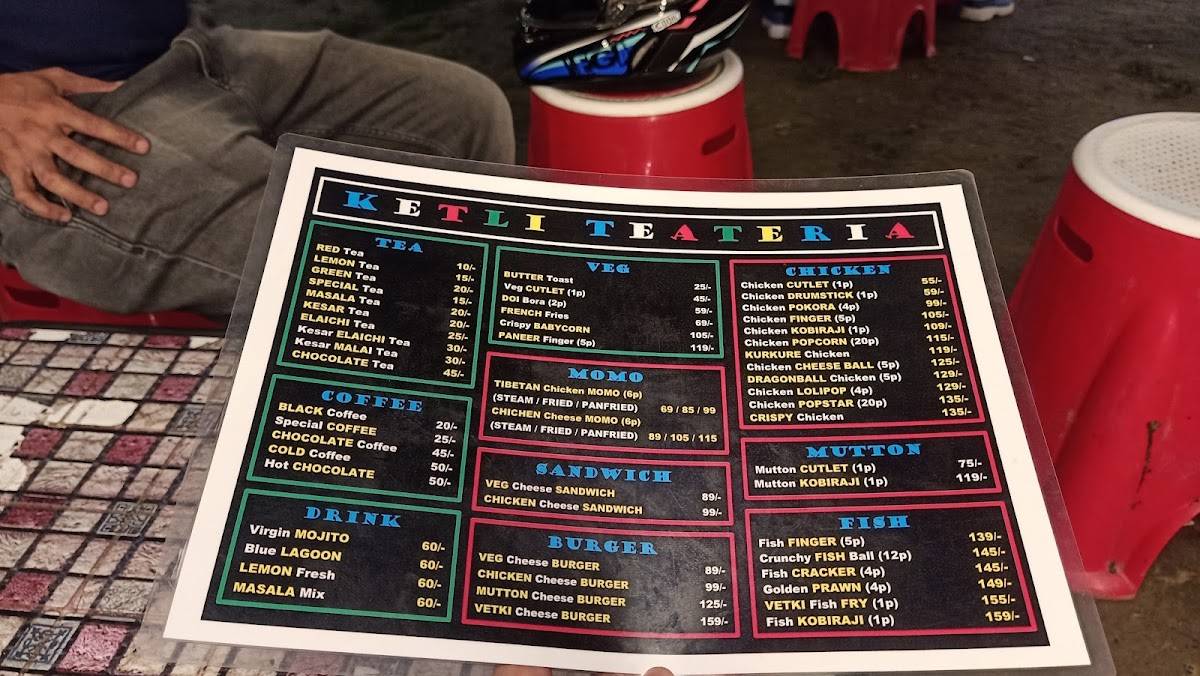 KETLI TEATERIA
TEA
RED Tea 10/-
LEMON Tea 15/-
GREEN Tea 20/-
SPECIAL Tea 15/-
MASALA Tea 20/-
KESAR Tea 20/-
ELAICHI Tea 25/-
Kesar ELAICHI Tea 30/-
Kesar MALAI Tea 30/-
CHOCOLATE Tea 45/-
COFFEE
BLACK Coffee 20/-
Special COFFEE 25/-
CHOCOLATE Coffee 45/-
COLD Coffee 50/-
Hot CHOCOLATE 50/-
DRINK
Virgin MOJITO 60/-
Blue LAGOON 60/-
LEMON Fresh 60/-
MASALA Mix 60/-
VEG
BUTTER Toast 25/-
Veg CUTLET (1p) 45/-
DOI Bora (2p) 59/-
FRENCH Fries 69/-
Crispy BABYCORN 105/-
PANEER Finger (5p) 119/-
MOMO
TIBETAN Chicken MOMO (6p)
(STEAM / FRIED / PANFRIED) 69 / 85 / 99
CHICHEN Cheese MOMO (6p)
(STEAM / FRIED / PANFRIED) 89 / 105 / 115
SANDWICH
VEG Cheese SANDWICH 89/-
CHICKEN Cheese SANDWICH 99/-
BURGER
VEG Cheese BURGER 89/-
CHICKEN Cheese BURGER 99/-
MUTTON Cheese BURGER 125/-
VETKI Cheese BURGER 159/-
CHICKEN
Chicken CUTLET (1p) 55/-
Chicken DRUMSTICK (1p) 59/-
Chicken POKORA (4p) 99/-
Chicken FINGER (5p) 105/-
Chicken KOBIRAJI (1p) 109/-
Chicken POPCORN (20p) 115/-
KURKURE Chicken 119/-
Chicken CHEESE BALL (5p) 125/-
DRAGONBALL Chicken (5p) 129/-
Chicken LOLIPOP (4p) 129/-
Chicken POPSTAR (20p) 135/-
CRISPY Chicken 135/-
MUTTON
Mutton CUTLET (1p) 75/-
Mutton KOBIRAJI (1p) 119/-
FISH
Fish FINGER (5p) 139/-
Crunchy FISH Ball (12p) 145/-
Fish CRACKER (4p) 145/-
Golden PRAWN (4p) 149/-
VETKI Fish FRY (1p) 155/-
Fish KOBIRAJI (1p) 159/-